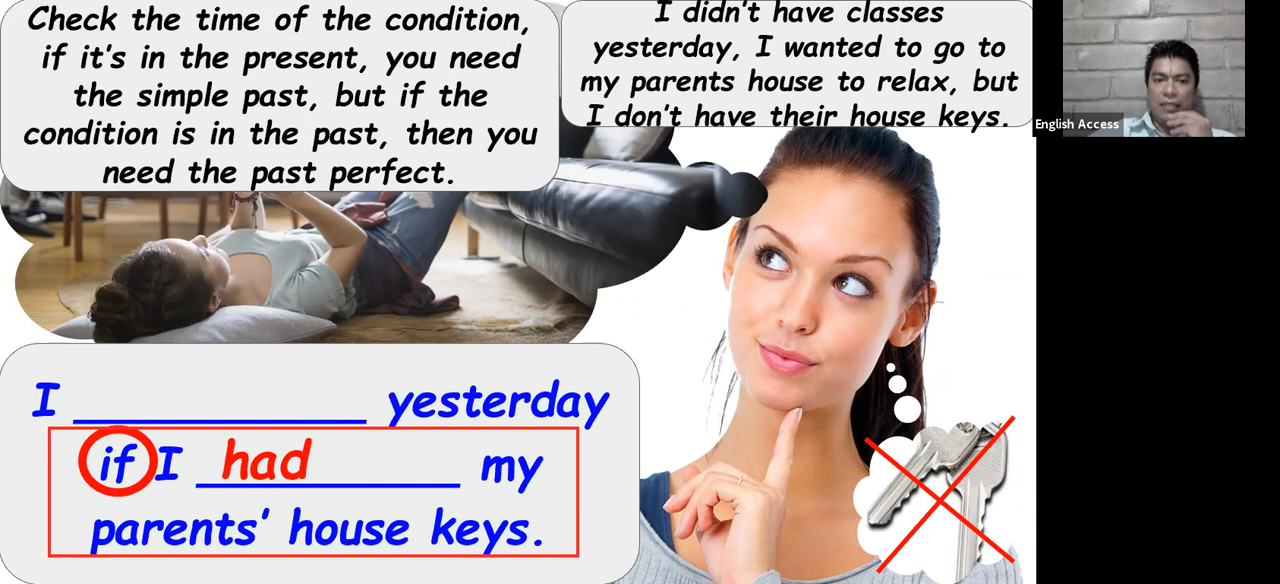 Check the time of the condition,
if it's in the present, you need
the simple past, but if the
condition is in the past, then you
need the past perfect.
I didn't have classes
yesterday, I wanted to go to
my parents house to relax, but
I don't have their house keys.
English Access
I ____________ yesterday
if I had ____________ my
parents' house keys.